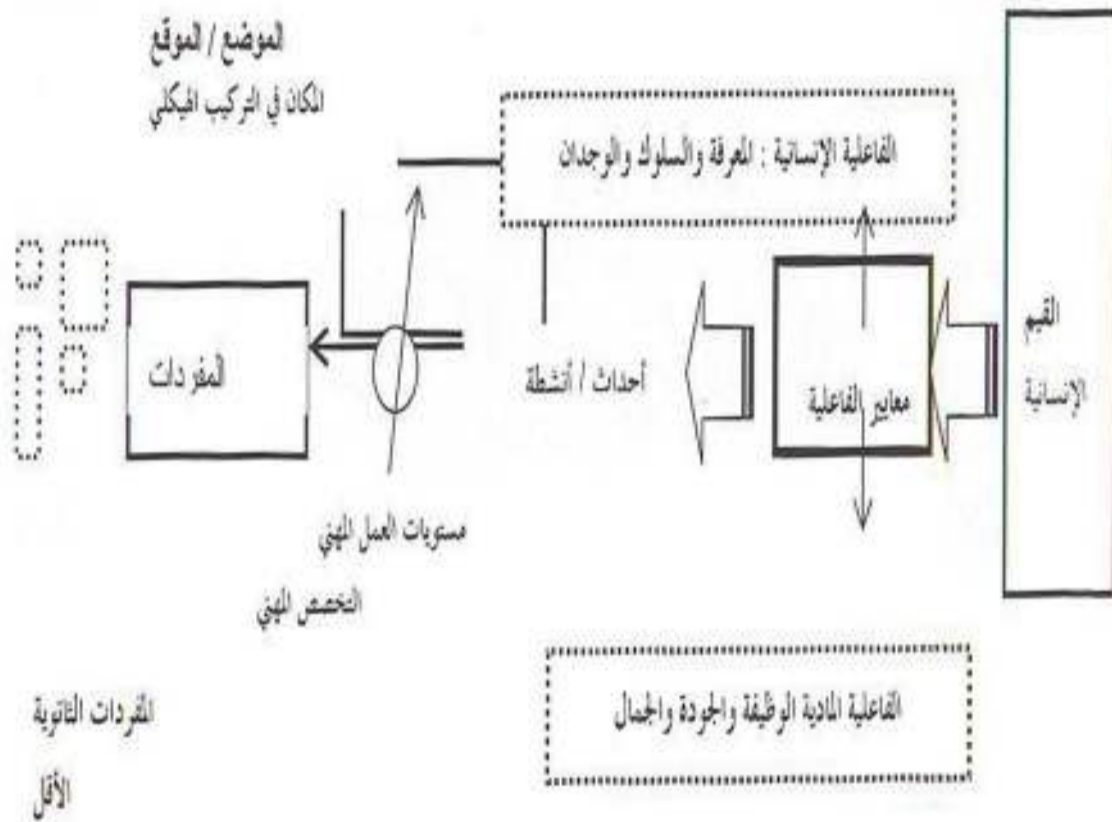 الموضع / الموقع
المكان في التركيب الهيكلي
الفاعلية الإنسانية : المعرفة والسلوك والوجدان
القيم
الإنسانية
معايير الفاعلية
أحداث / أنشطة
المفردات
مستويات العمل المهني
التخصص المهني
الفاعلية المادية الوظيفة والجودة والجمال
المفردات الثانوية
الأقل